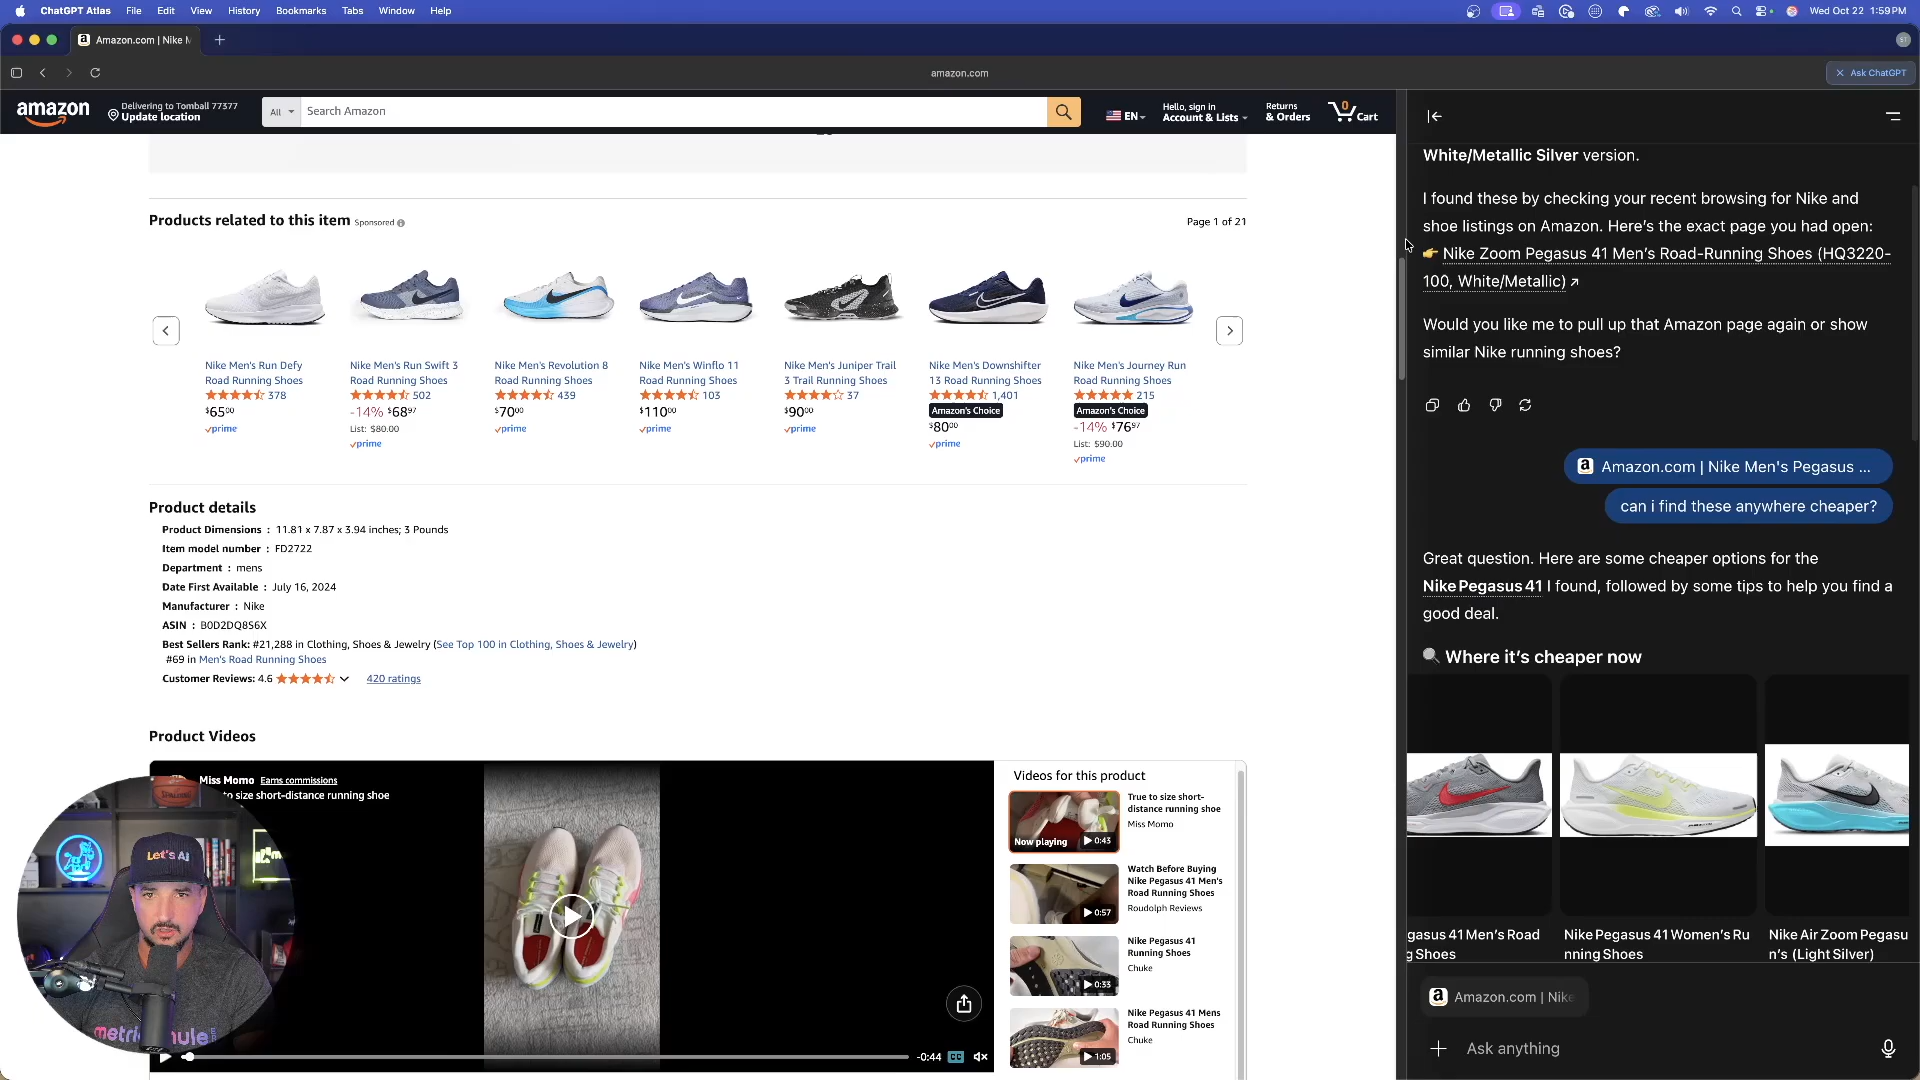 ChatGPT Atlas File Edit View History Bookmarks Tabs Window Help
Wed Oct 22 1:59 PM
Amazon.com | Nike M
amazon.com
Ask ChatGPT
amazon
Delivering to Tomball 77377
Update location
All
Search Amazon
EN
Hello, sign in
Account & Lists
Returns
& Orders
0
Cart
Products related to this item Sponsored
Page 1 of 21
Nike Men's Run Defy
Road Running Shoes
378
$65⁰⁰
prime
Nike Men's Run Swift 3
Road Running Shoes
502
-14% $68⁹⁷
List: $80.00
prime
Nike Men's Revolution 8
Road Running Shoes
439
$70⁰⁰
prime
Nike Men's Winflo 11
Road Running Shoes
103
$110⁰⁰
prime
Nike Men's Juniper Trail
3 Trail Running Shoes
37
$90⁰⁰
prime
Nike Men's Downshifter
13 Road Running Shoes
1,401
Amazon's Choice
$80⁰⁰
prime
Nike Men's Journey Run
Road Running Shoes
215
Amazon's Choice
-14% $76⁹⁷
List: $90.00
prime
Product details
Product Dimensions : 11.81 x 7.87 x 3.94 inches; 3 Pounds
Item model number : FD2722
Department : mens
Date First Available : July 16, 2024
Manufacturer : Nike
ASIN : B0D2DQ8S6X
Best Sellers Rank: #21,288 in Clothing, Shoes & Jewelry (See Top 100 in Clothing, Shoes & Jewelry)
#69 in Men's Road Running Shoes
Customer Reviews: 4.6
420 ratings
Product Videos
Miss Momo Earns commissions
to size short-distance running shoe
Let's AI
-0:44 CC
Videos for this product
True to size short-
distance running shoe
Miss Momo
Now playing
0:43
Watch Before Buying
Nike Pegasus 41 Men's
Road Running Shoes
Roudolph Reviews
0:57
Nike Pegasus 41
Running Shoes
Chuke
0:33
Nike Pegasus 41 Mens
Road Running Shoes
Chuke
1:05
White/Metallic Silver version.
I found these by checking your recent browsing for Nike and
shoe listings on Amazon. Here's the exact page you had open:
👉 Nike Zoom Pegasus 41 Men's Road-Running Shoes (HQ3220-
100, White/Metallic) ↗
Would you like me to pull up that Amazon page again or show
similar Nike running shoes?
Amazon.com | Nike Men's Pegasus ...
can i find these anywhere cheaper?
Great question. Here are some cheaper options for the
Nike Pegasus 41 I found, followed by some tips to help you find a
good deal.
🔍 Where it's cheaper now
gasus 41 Men's Road
g Shoes
Nike Pegasus 41 Women's Ru
nning Shoes
Nike Air Zoom Pegasu
n's (Light Silver)
Amazon.com | Nike
Ask anything